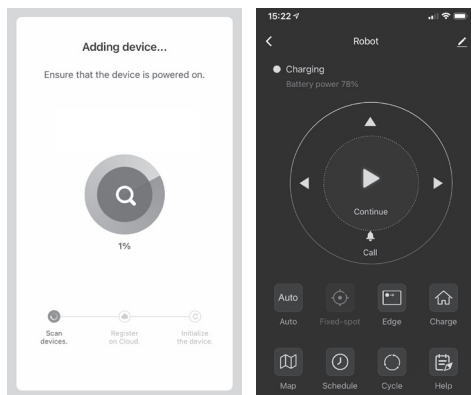 Adding device...
Ensure that the device is powered on.
1%
Scan
devices.
Register
on Cloud.
Initialize
the device.
15:22
Robot
Charging
Battery power 78%
Continue
Call
Auto
Auto
Fixed-spot
Edge
Charge
Map
Schedule
Cycle
Help